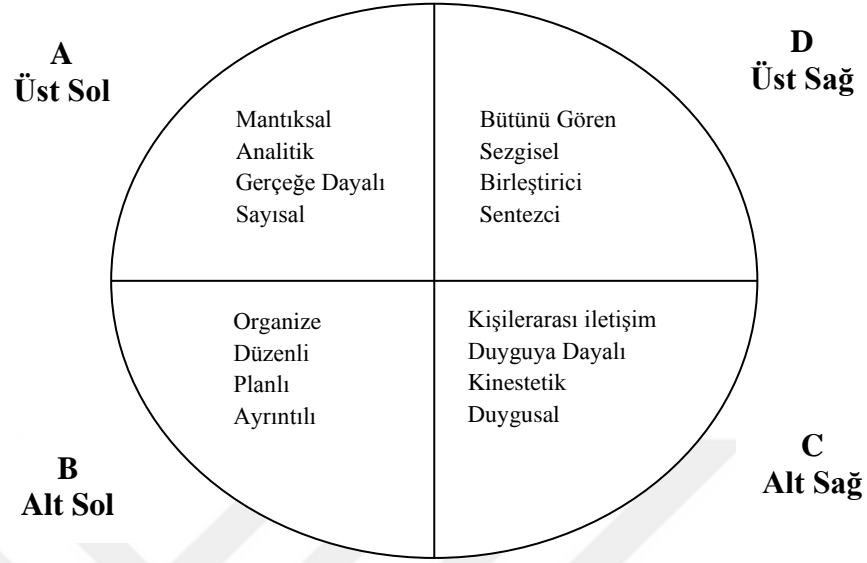 A
Üst Sol
Mantıksal
Analitik
Gerçeğe Dayalı
Sayısal
D
Üst Sağ
Bütünü Gören
Sezgisel
Birleştirici
Sentezci
B
Alt Sol
Organize
Düzenli
Planlı
Ayrıntılı
C
Alt Sağ
Kişilerarası iletişim
Duyguya Dayalı
Kinestetik
Duygusal